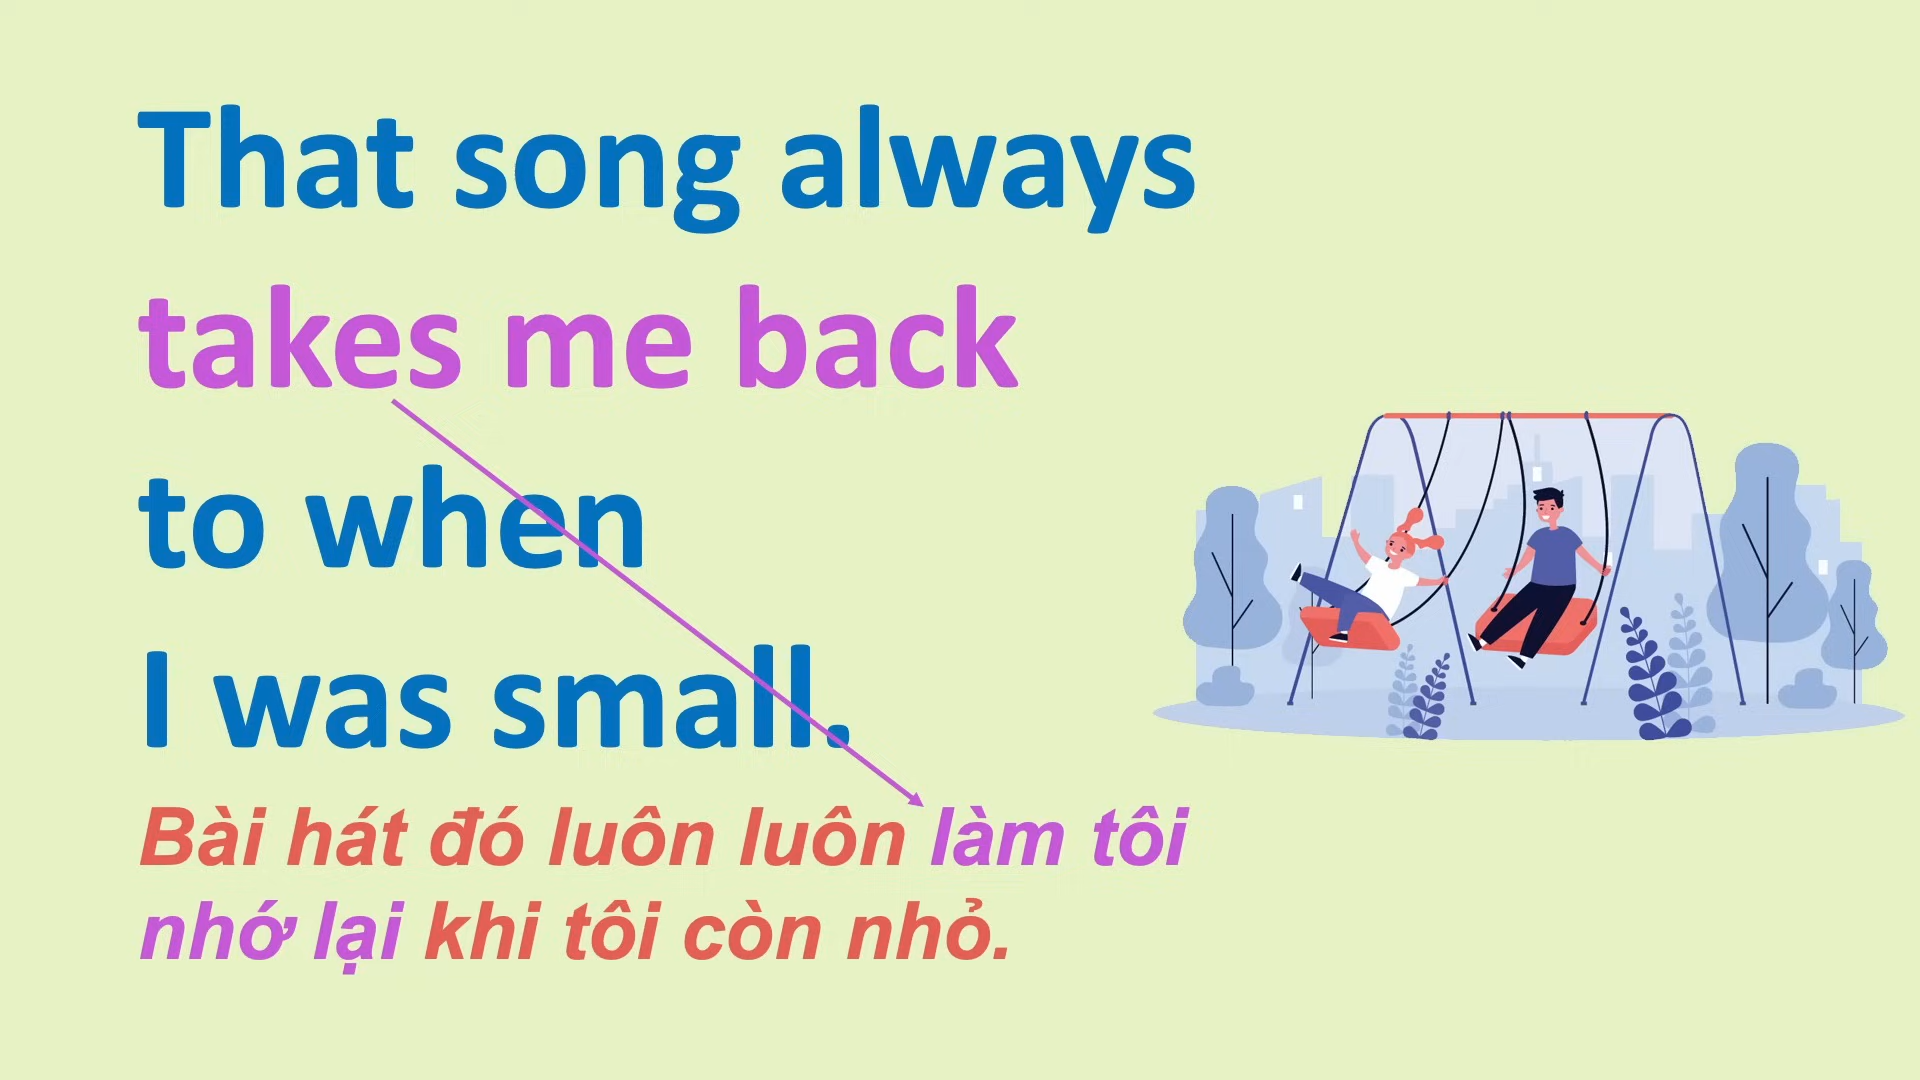 That song always
takes me back
to when
I was small.
Bài hát đó luôn luôn làm tôi
nhớ lại khi tôi còn nhỏ.